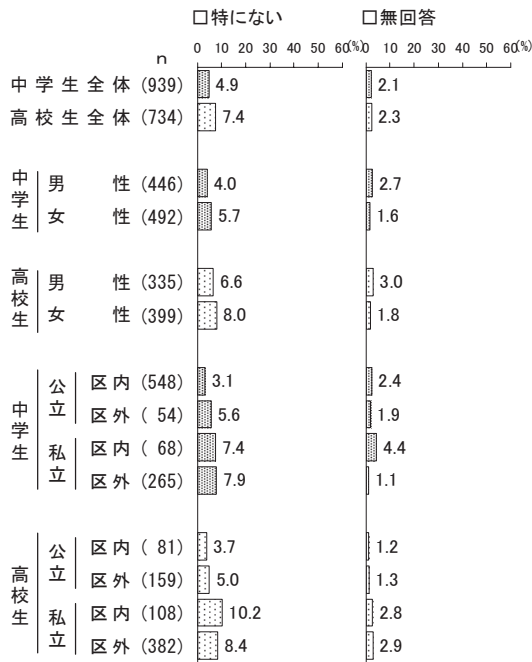 □特にない □無回答
0 10 20 30 40 50 60(%) 0 10 20 30 40 50 60(%)
n
中学生全体(939) 4.9 2.1
高校生全体(734) 7.4 2.3
中学生
男性(446) 4.0 2.7
女性(492) 5.7 1.6
高校生
男性(335) 6.6 3.0
女性(399) 8.0 1.8
中学生
公立
区内(548) 3.1 2.4
区外( 54) 5.6 1.9
私立
区内( 68) 7.4 4.4
区外(265) 7.9 1.1
高校生
公立
区内( 81) 3.7 1.2
区外(159) 5.0 1.3
私立
区内(108) 10.2 2.8
区外(382) 8.4 2.9